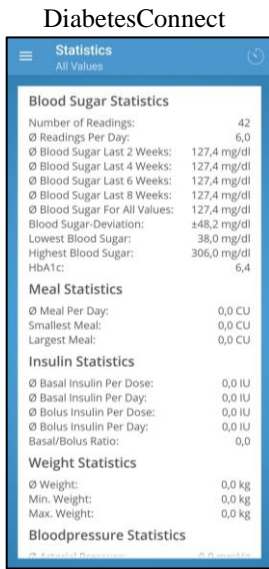 DiabetesConnect
Statistics
All Values
Blood Sugar Statistics
Number of Readings: 42
Ø Readings Per Day: 6,0
Ø Blood Sugar Last 2 Weeks: 127,4 mg/dl
Ø Blood Sugar Last 4 Weeks: 127,4 mg/dl
Ø Blood Sugar Last 6 Weeks: 127,4 mg/dl
Ø Blood Sugar Last 8 Weeks: 127,4 mg/dl
Ø Blood Sugar For All Values: 127,4 mg/dl
Blood Sugar-Deviation: ±48,2 mg/dl
Lowest Blood Sugar: 38,0 mg/dl
Highest Blood Sugar: 306,0 mg/dl
HbA1c: 6,4
Meal Statistics
Ø Meal Per Day: 0,0 CU
Smallest Meal: 0,0 CU
Largest Meal: 0,0 CU
Insulin Statistics
Ø Basal Insulin Per Dose: 0,0 IU
Ø Basal Insulin Per Day: 0,0 IU
Ø Bolus Insulin Per Dose: 0,0 IU
Ø Bolus Insulin Per Day: 0,0 IU
Basal/Bolus Ratio: 0,0
Weight Statistics
Ø Weight: 0,0 kg
Min. Weight: 0,0 kg
Max. Weight: 0,0 kg
Bloodpressure Statistics
Ø Arterial Pressure: 0,0 mmHg